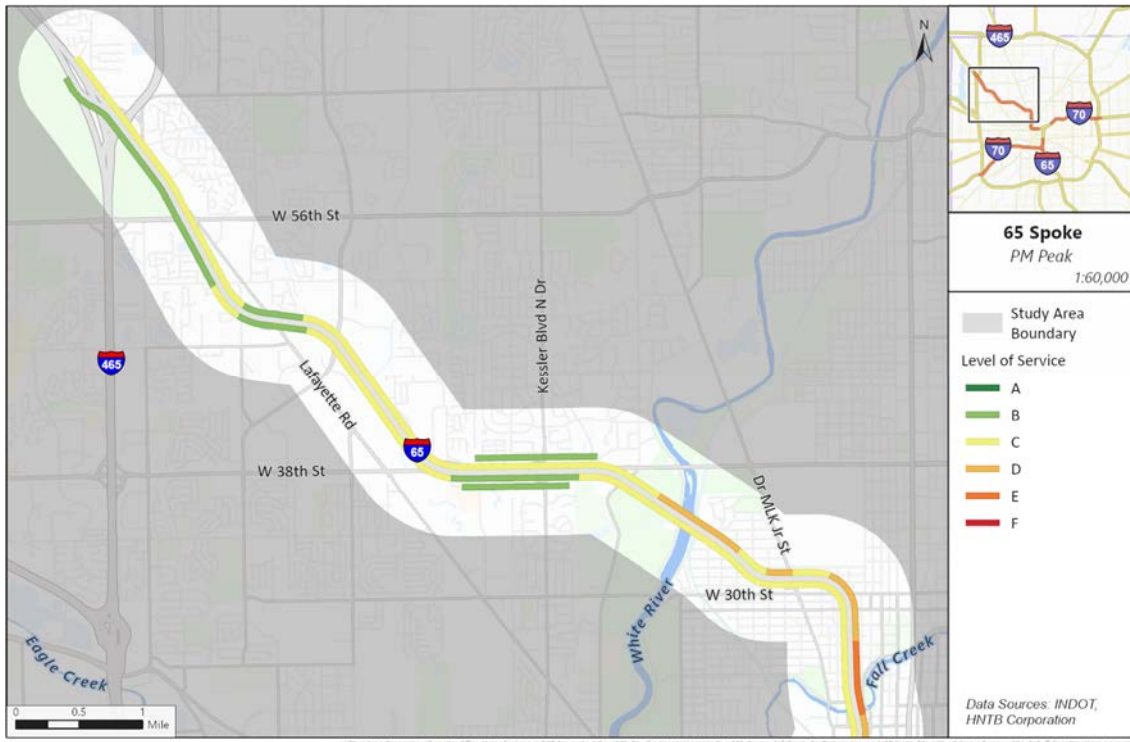 N
W 56th St
Kessler Blvd N Dr
465
Lafayette Rd
65
W 38th St
Dr MLK Jr St
W 30th St
White River
Fall Creek
Eagle Creek
0 0.5 1
Mile
465
70
70
65
65 Spoke
PM Peak
1:60,000
Study Area
Boundary
Level of Service
A
B
C
D
E
F
Data Sources: INDOT,
HNTB Corporation